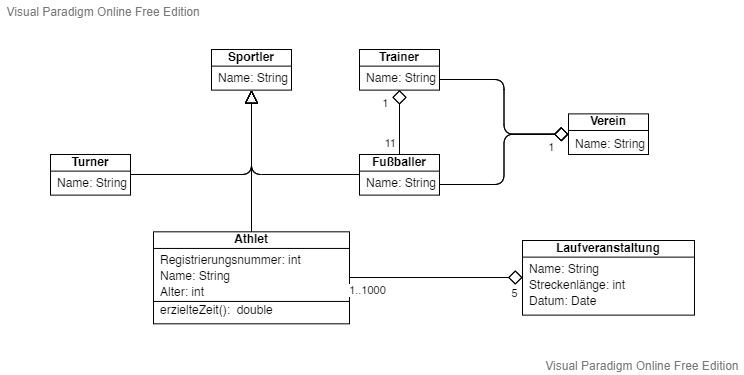 Visual Paradigm Online Free Edition
Sportler
Name: String
Trainer
Name: String
1
11
Verein
Name: String
1
Turner
Name: String
Fußballer
Name: String
Athlet
Registrierungsnummer: int
Name: String
Alter: int
erzielteZeit(): double
1..1000
5
Laufveranstaltung
Name: String
Streckenlänge: int
Datum: Date
Visual Paradigm Online Free Edition